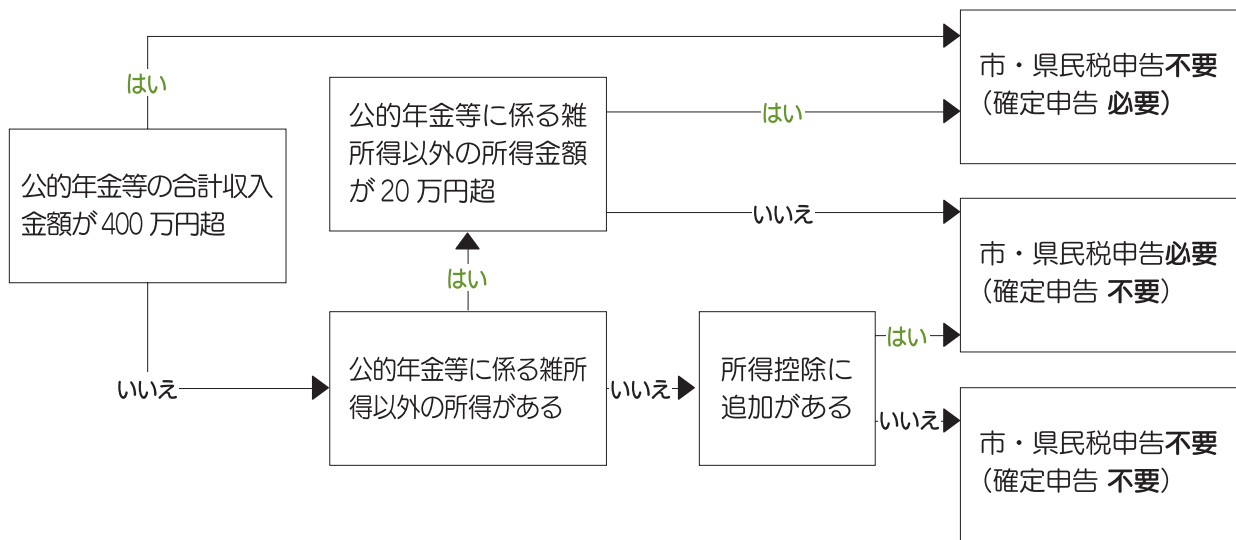 はい
公的年金等の合計収入
金額が 400 万円超
いいえ
公的年金等に係る雑
所得以外の所得金額
が 20 万円超
はい
いいえ
はい
公的年金等に係る雑所
得以外の所得がある
いいえ
所得控除に
追加がある
はい
いいえ
市・県民税申告不要
(確定申告 必要)
市・県民税申告必要
(確定申告 不要)
市・県民税申告不要
(確定申告 不要)